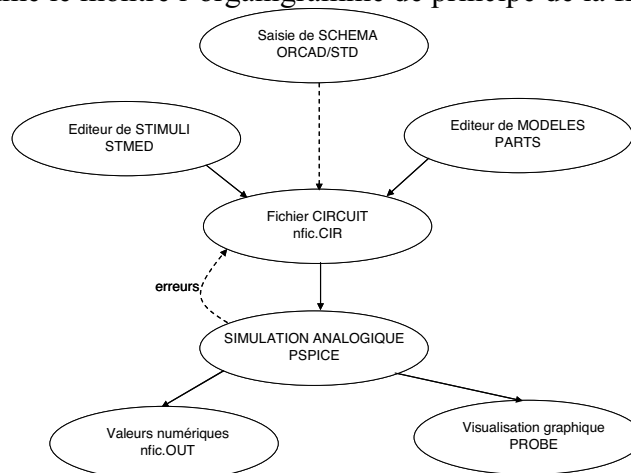 Saisie de SCHEMA
ORCAD/STD
Editeur de STIMULI
STMED
Editeur de MODELES
PARTS
Fichier CIRCUIT
nfic.CIR
erreurs
SIMULATION ANALOGIQUE
PSPICE
Valeurs numériques
nfic.OUT
Visualisation graphique
PROBE